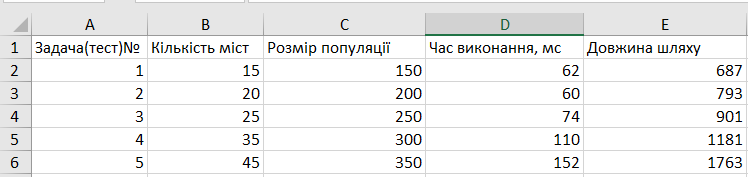 A B C D E
1 Задача(тест)№ Кількість міст Розмір популяції Час виконання, мс Довжина шляху
2 1 15 150 62 687
3 2 20 200 60 793
4 3 25 250 74 901
5 4 35 300 110 1181
6 5 45 350 152 1763